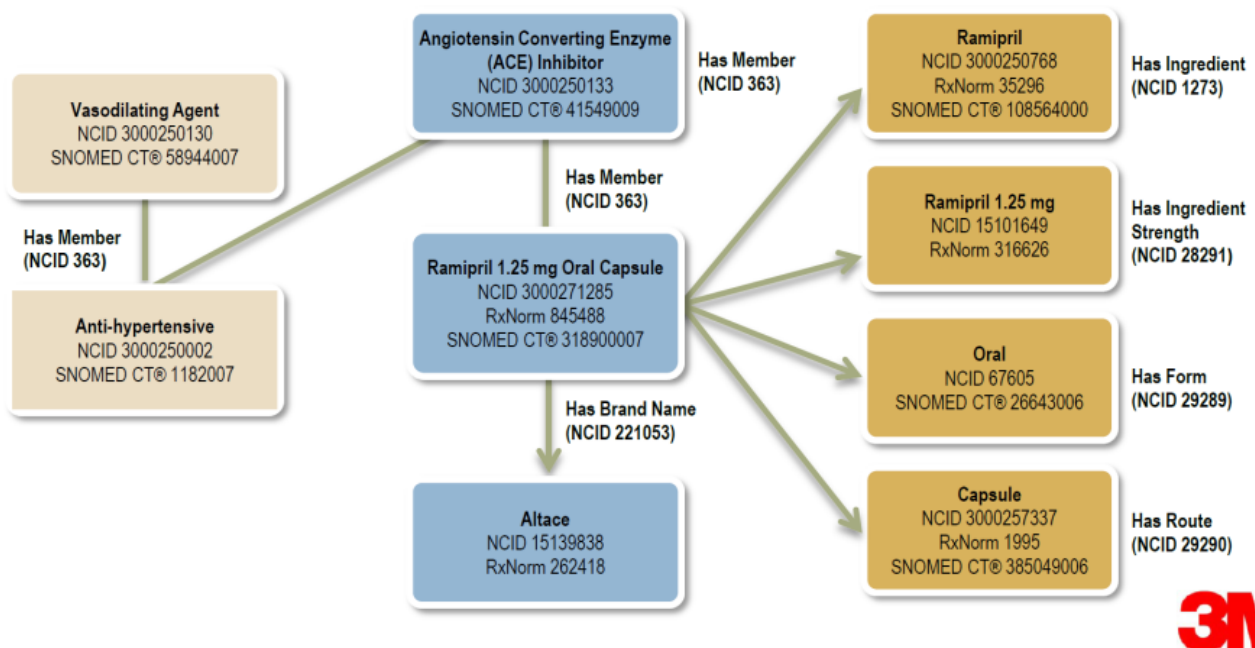 Vasodilating Agent
NCID 3000250130
SNOMED CT® 58944007
Has Member
(NCID 363)
Anti-hypertensive
NCID 3000250002
SNOMED CT® 1182007
Angiotensin Converting Enzyme
(ACE) Inhibitor
NCID 3000250133
SNOMED CT® 41549009
Has Member
(NCID 363)
Has Member
(NCID 363)
Ramipril 1.25 mg Oral Capsule
NCID 3000271285
RxNorm 845488
SNOMED CT® 318900007
Has Brand Name
(NCID 221053)
Altace
NCID 15139838
RxNorm 262418
Ramipril
NCID 3000250768
RxNorm 35296
SNOMED CT® 108564000
Has Ingredient
(NCID 1273)
Ramipril 1.25 mg
NCID 15101649
RxNorm 316626
Has Ingredient
Strength
(NCID 28291)
Oral
NCID 67605
SNOMED CT® 26643006
Has Form
(NCID 29289)
Capsule
NCID 3000257337
RxNorm 1995
SNOMED CT® 385049006
Has Route
(NCID 29290)
3M